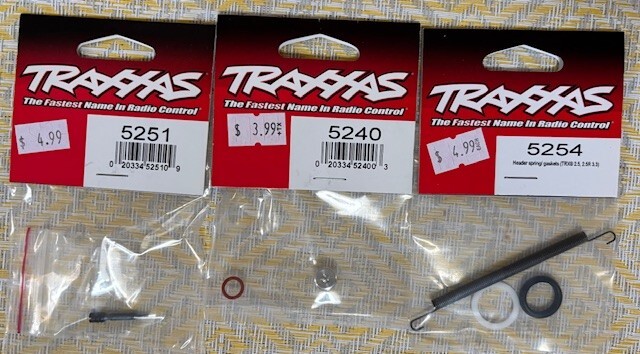 TRAXXAS
The Fastest Name In Radio Control
$ 4.99
5251
0 20334 52510 9
TRAXXAS
The Fastest Name In Radio Control
$ 3.99
5240
0 20334 52400 3
TRAXXAS
The Fastest Name in Radio Control
$ 4.99
5254
Header spring/ gaskets (TRX® 2.5, 2.5R 3.3)